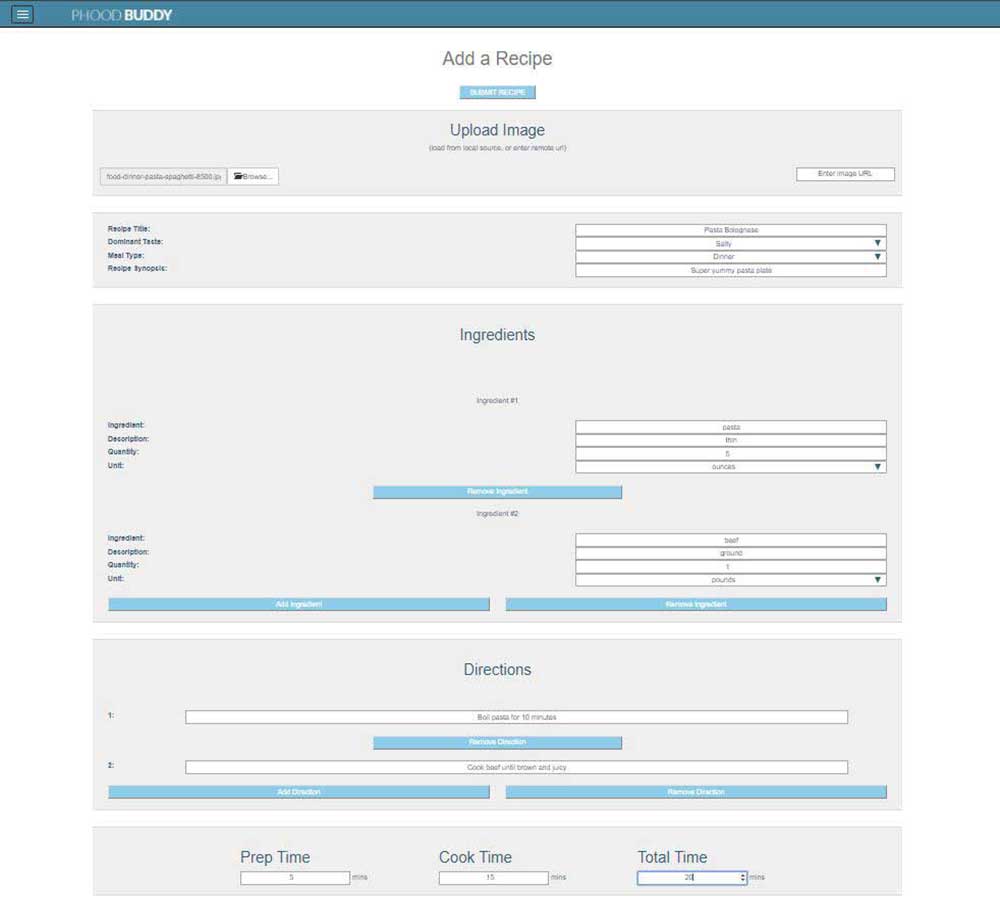 PHOOD BUDDY
Add a Recipe
SUBMIT RECIPE
Upload Image
(load from local source, or enter remote url)
food-dinner-pasta-spaghetti-8500.jp
Browse...
Enter image URL
Recipe Title: Pasta Bolognese
Dominant Taste: Salty
Meal Type: Dinner
Recipe Synopsis: Super yummy pasta plate
Ingredients
Ingredient #1
Ingredient: pasta
Description: thin
Quantity: 5
Unit: ounces
Remove Ingredient
Ingredient #2
Ingredient: beef
Description: ground
Quantity: 1
Unit: pounds
Add Ingredient Remove Ingredient
Directions
1: Boil pasta for 10 minutes
Remove Direction
2: Cook beef until brown and juicy
Add Direction Remove Direction
Prep Time Cook Time Total Time
5 mins 15 mins 20 mins